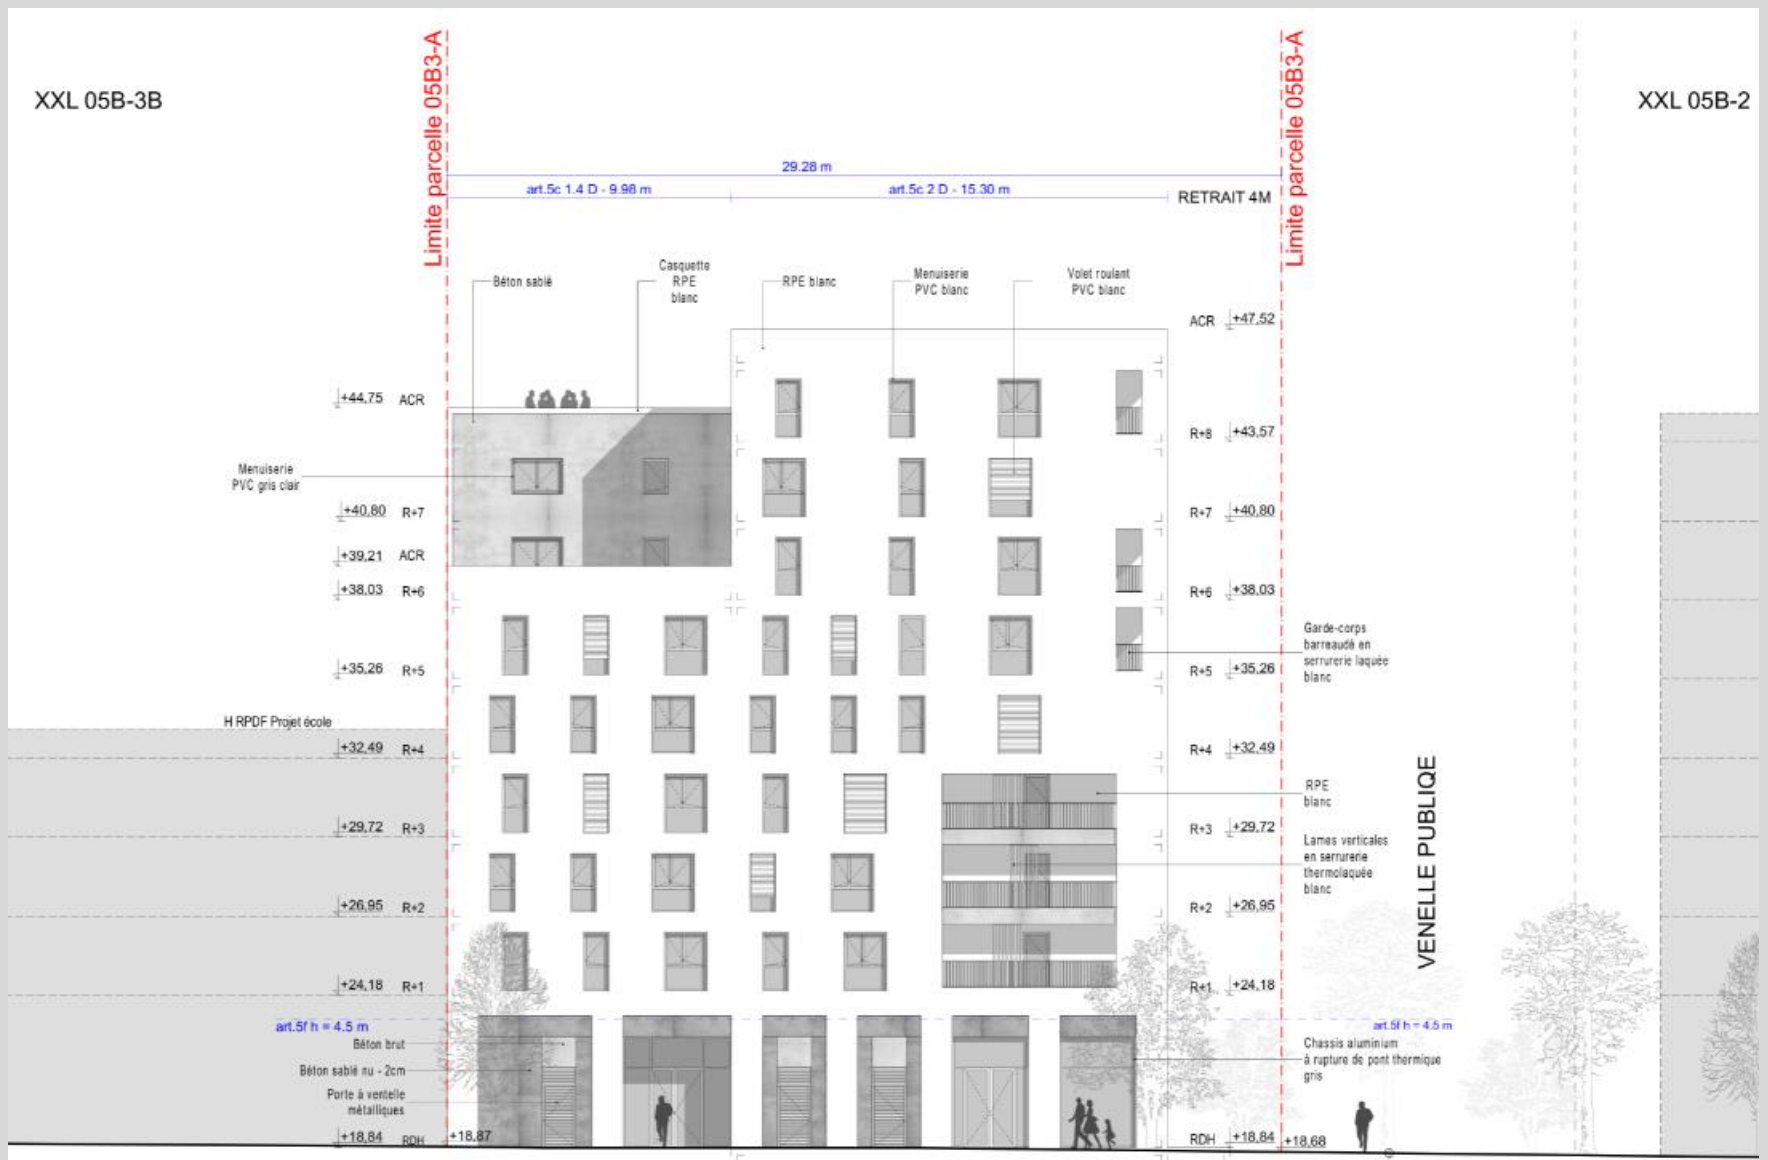 XXL 05B-3B
Limite parcelle 05B3-A
Limite parcelle 05B3-A
XXL 05B-2
29.28 m
art.5c 1.4 D - 9.98 m
art.5c 2 D - 15.30 m
RETRAIT 4M
Béton sablé
Casquette
RPE
blanc
RPE blanc
Menuiserie
PVC blanc
Volet roulant
PVC blanc
ACR +47,52
+44,75 ACR
R+8 +43,57
Menuiserie
PVC gris clair
+40,80 R+7
R+7 +40,80
+39,21 ACR
+38,03 R+6
R+6 +38,03
Garde-corps
barreaudé en
serrurerie laquée
blanc
+35,26 R+5
R+5 +35,26
H RPDF Projet école
+32,49 R+4
R+4 +32,49
RPE
blanc
+29,72 R+3
R+3 +29,72
Lames verticales
en serrurerie
thermolaquée
blanc
VENELLE PUBLIQE
+26,95 R+2
R+2 +26,95
+24,18 R+1
R+1 +24,18
art.5f h = 4.5 m
art.5f h = 4.5 m
Béton brut
Béton sablé nu - 2cm
Porte à ventelle
métalliques
Chassis aluminium
à rupture de pont thermique
gris
+18,84 RDH +18,87
RDH +18,84 +18,68